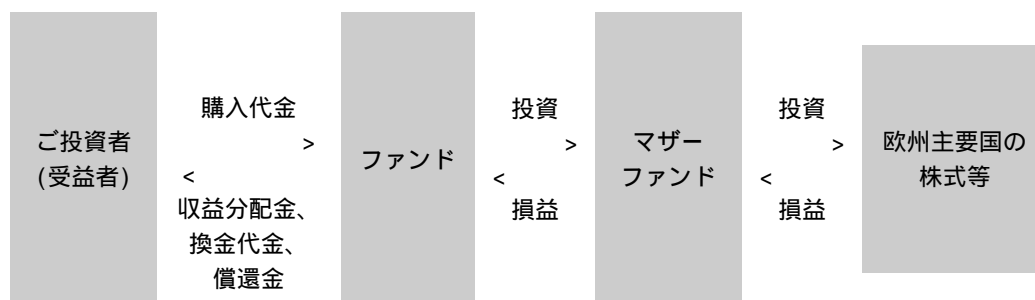 ご投資者
(受益者)
購入代金
>
<
収益分配金、
換金代金、
償還金
ファンド
投資
>
<
損益
マザー
ファンド
投資
>
<
損益
欧州主要国の
株式等